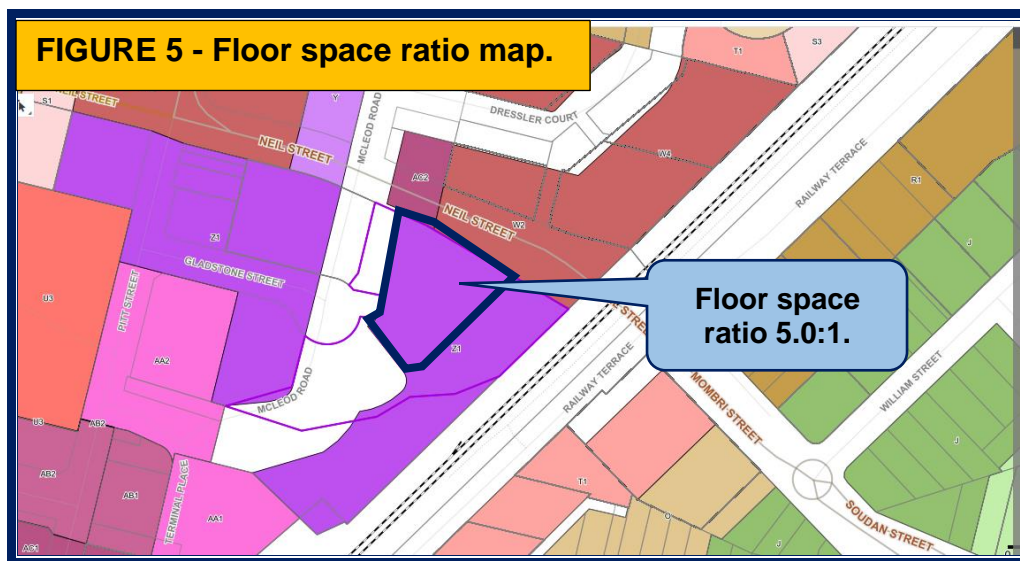 FIGURE 5 - Floor space ratio map.
T1
S3
S1
NEIL STREET
Y
MCLEOD ROAD
DRESSLER COURT
NEIL STREET
W4
RAILWAY TERRACE
AC2
R1
W2
NEIL STREET
J
Z1
GLADSTONE STREET
Floor space
ratio 5.0:1.
U3
PITT STREET
AA2
Z1
RAILWAY TERRACE
MOMBRI STREET
WILLIAM STREET
MCLEOD ROAD
U3
AB2
AB2
AB2
AB1
TERMINAL PLACE
AA1
T1
O
J
J
SOUDAN STREET
AC1